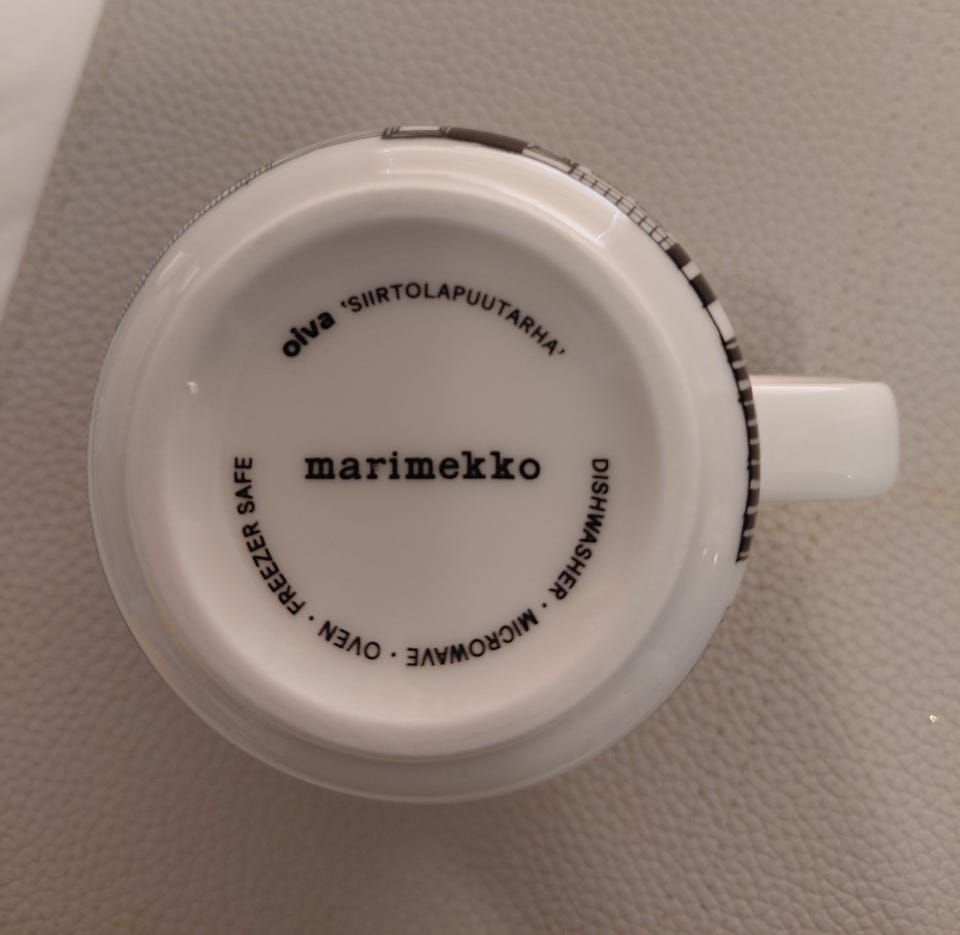 oiva 'SIIRTOLAPUUTARHA'
marimekko
DISHWASHER · MICROWAVE · OVEN · FREEZER SAFE